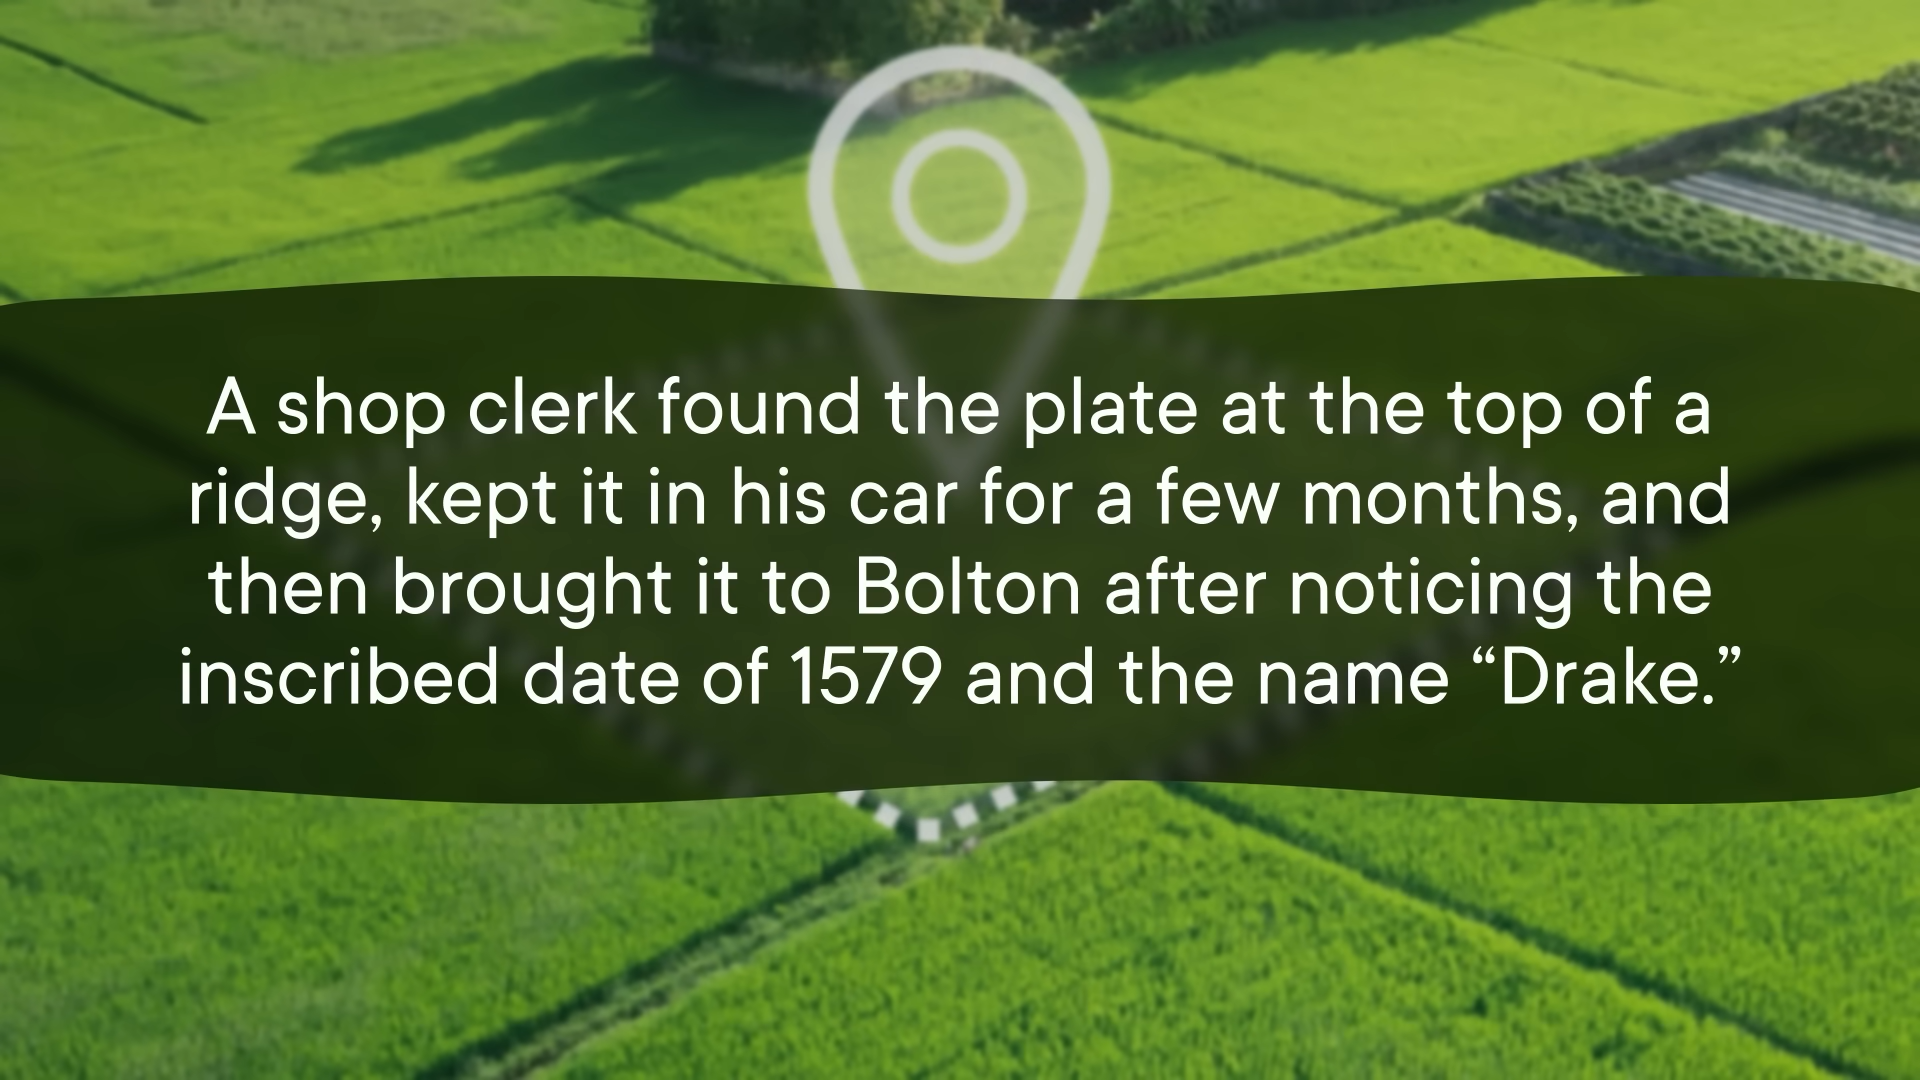 A shop clerk found the plate at the top of a
ridge, kept it in his car for a few months, and
then brought it to Bolton after noticing the
inscribed date of 1579 and the name “Drake.”